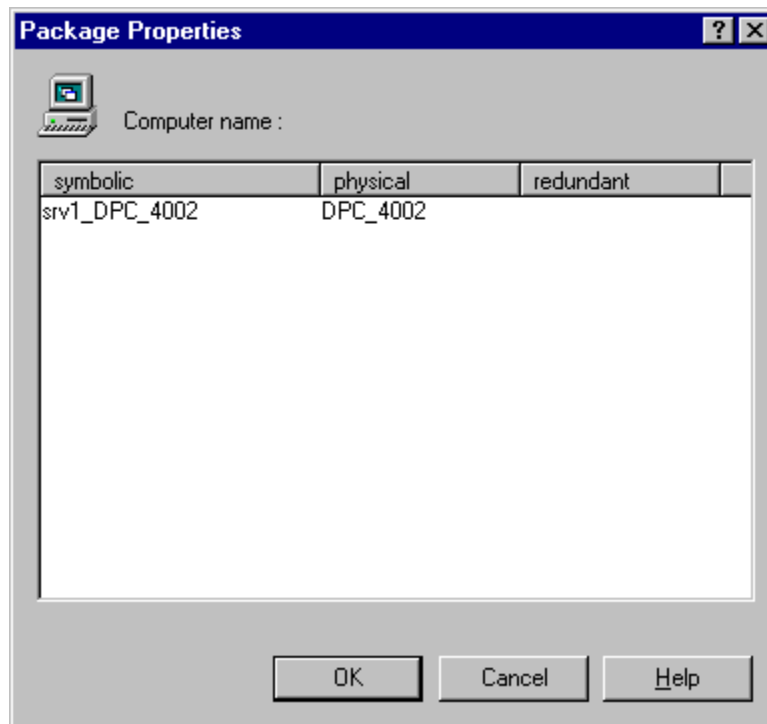 Package Properties
Computer name :
symbolic physical redundant
srv1_DPC_4002 DPC_4002
OK Cancel Help